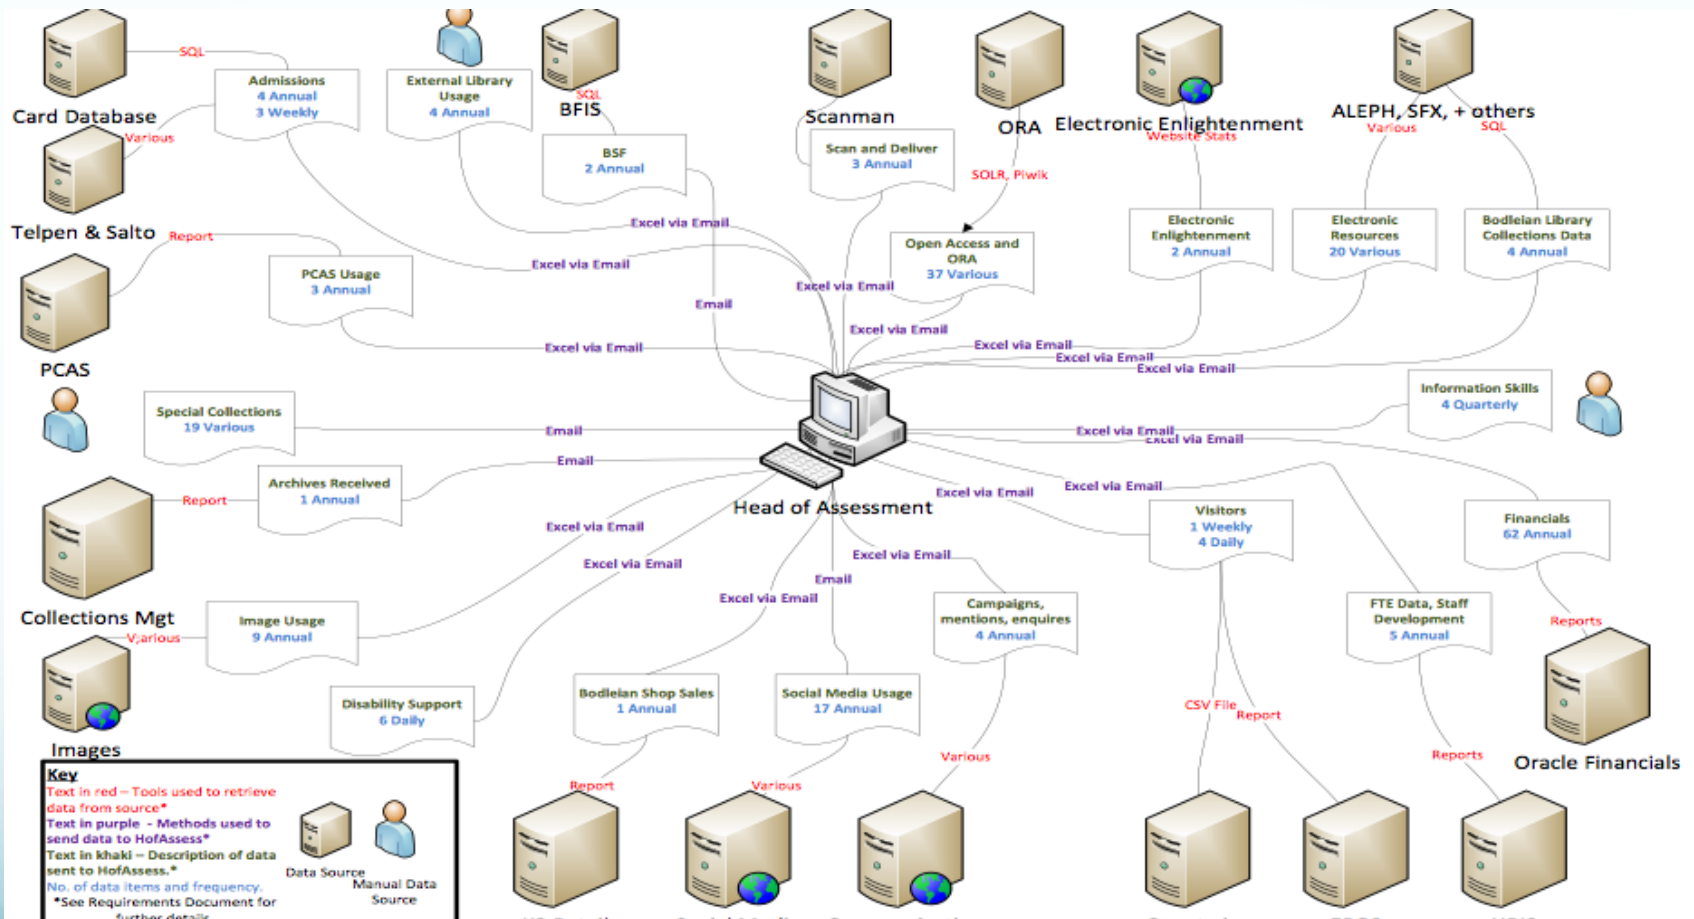 SQL
Card Database
Various
Telpen & Salto
Report
PCAS
Admissions
4 Annual
3 Weekly
External Library
Usage
4 Annual
SQL
BFIS
BSF
2 Annual
Scanman
Scan and Deliver
3 Annual
ORA
SOLR, Piwik
Open Access and
ORA
37 Various
Electronic Enlightenment
Website Stats
Electronic
Enlightenment
2 Annual
ALEPH, SFX, + others
Various
SQL
Electronic
Resources
20 Various
Bodleian Library
Collections Data
4 Annual
PCAS Usage
3 Annual
Excel via Email
Excel via Email
Email
Excel via Email
Excel via Email
Excel via Email
Excel via Email
Excel via Email
Excel via Email
Special Collections
19 Various
Email
Information Skills
4 Quarterly
Excel via Email
Excel via Email
Archives Received
1 Annual
Report
Email
Collections Mgt
Head of Assessment
Excel via Email
Excel via Email
Visitors
1 Weekly
4 Daily
Financials
62 Annual
Excel via Email
Excel via Email
Excel via Email
Email
Excel via Email
Image Usage
9 Annual
V;arious
Images
Campaigns,
mentions, enquires
4 Annual
FTE Data, Staff
Development
5 Annual
Reports
Oracle Financials
Disability Support
6 Daily
Bodleian Shop Sales
1 Annual
Social Media Usage
17 Annual
CSV File
Report
Various
Reports
Report
Various
Key
Text in red – Tools used to retrieve
data from source*
Text in purple - Methods used to
send data to HofAssess*
Text in khaki – Description of data
sent to HofAssess.*
No. of data items and frequency.
*See Requirements Document for
further details
Data Source
Manual Data
Source